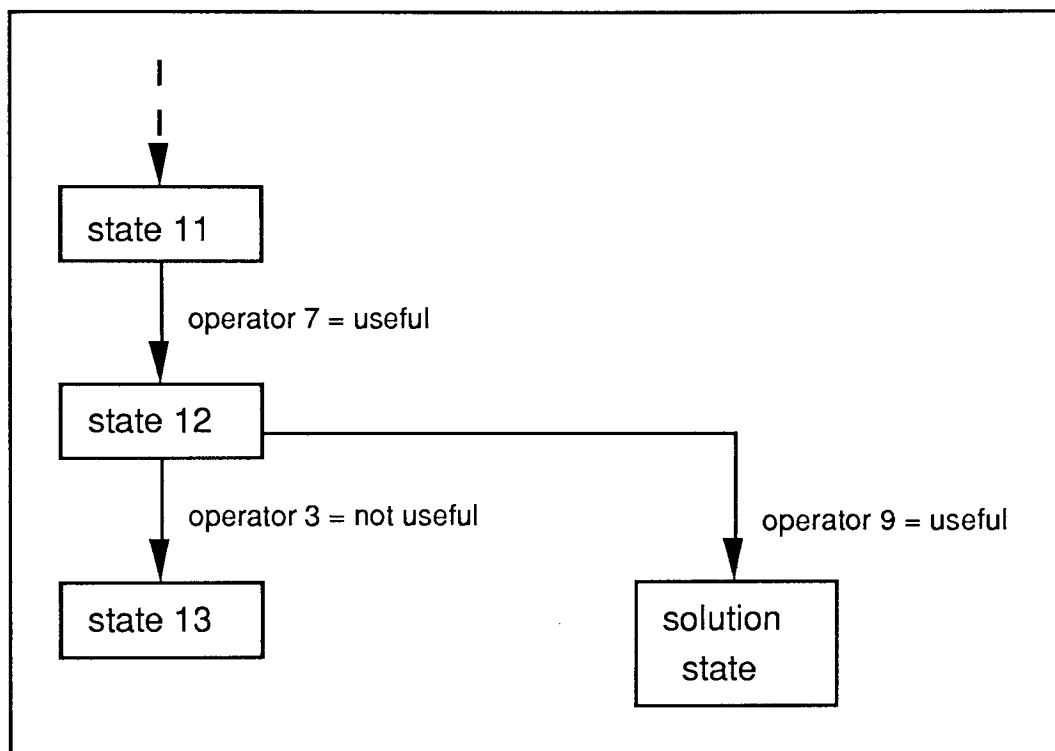 state 11
operator 7 = useful
state 12
operator 3 = not useful
operator 9 = useful
state 13
solution
state